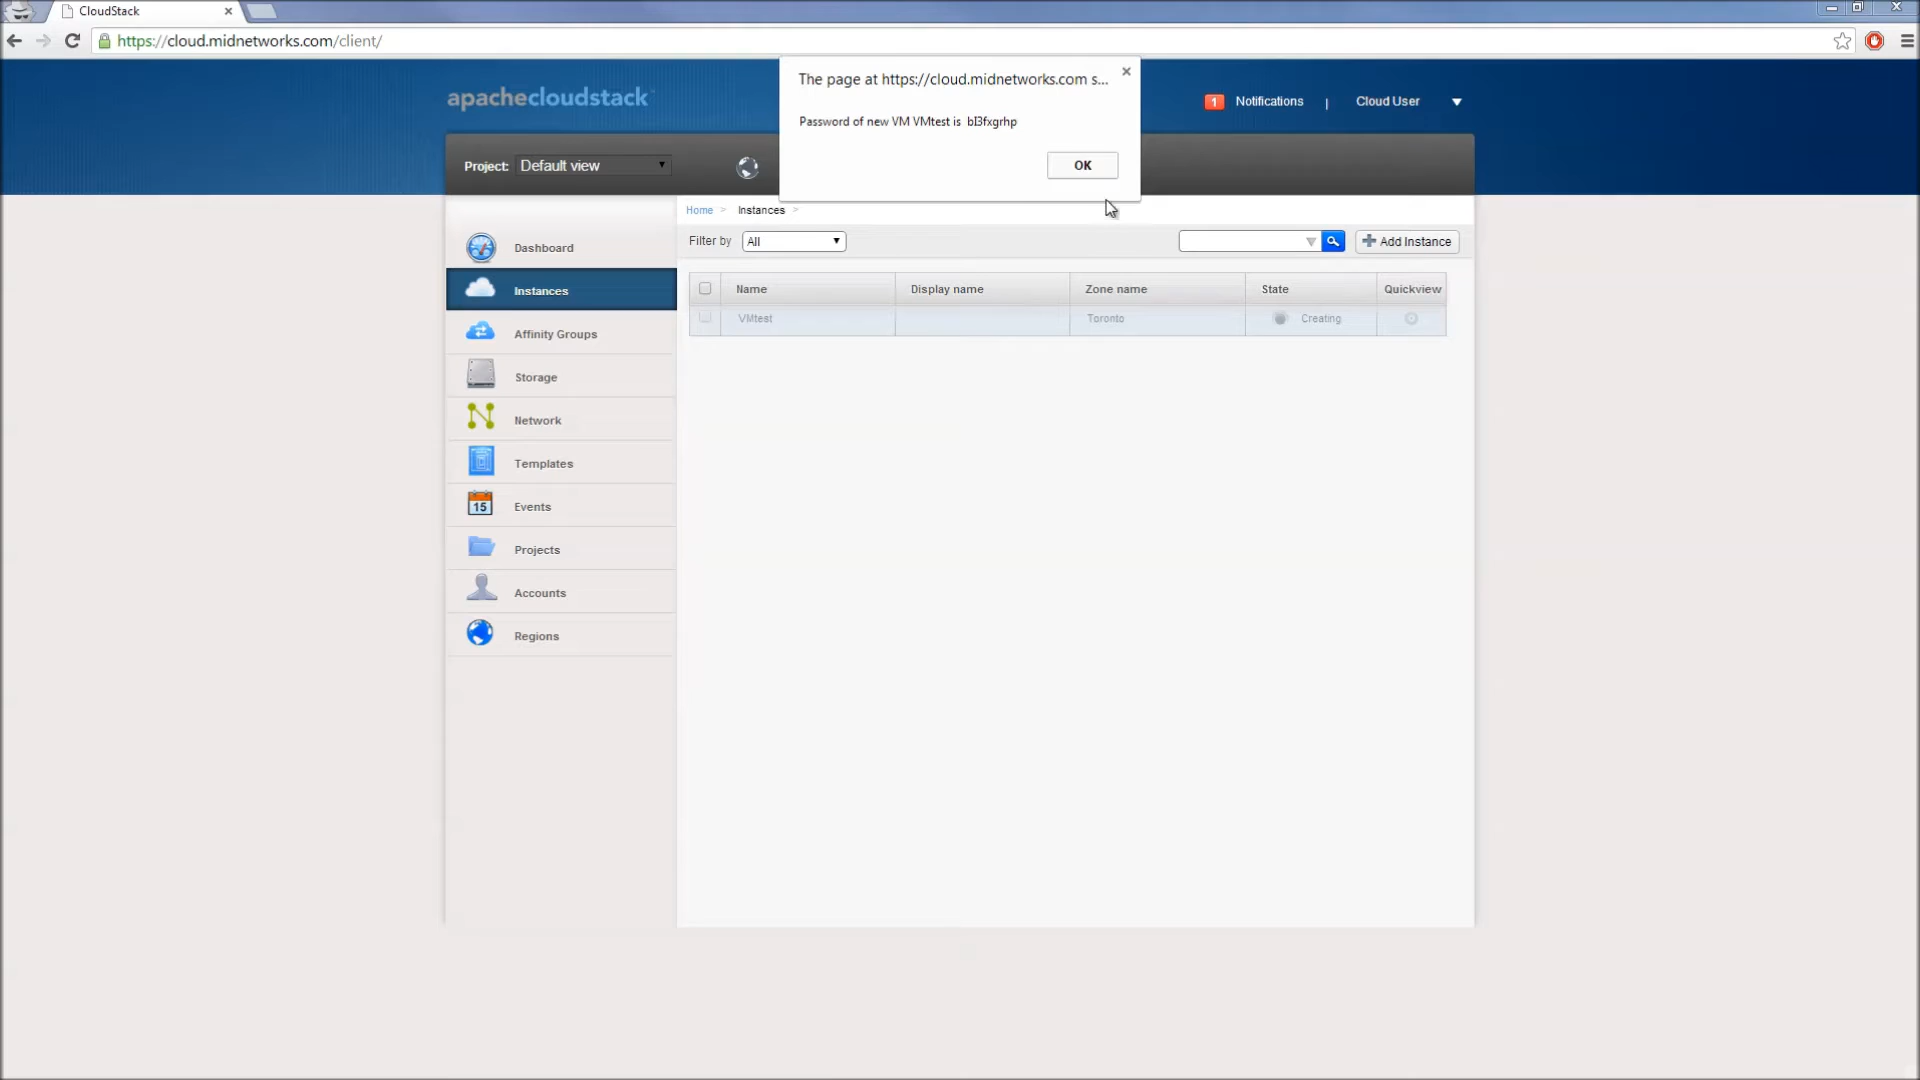 CloudStack
https://cloud.midnetworks.com/client/
The page at https://cloud.midnetworks.com s...
Password of new VM VMtest is bl3fxgrhp
OK
apachecloudstack
1 Notifications | Cloud User
Project: Default view
Home > Instances >
Filter by All
Add Instance
Name Display name Zone name State Quickview
VMtest Toronto Creating
Dashboard
Instances
Affinity Groups
Storage
Network
Templates
15 Events
Projects
Accounts
Regions